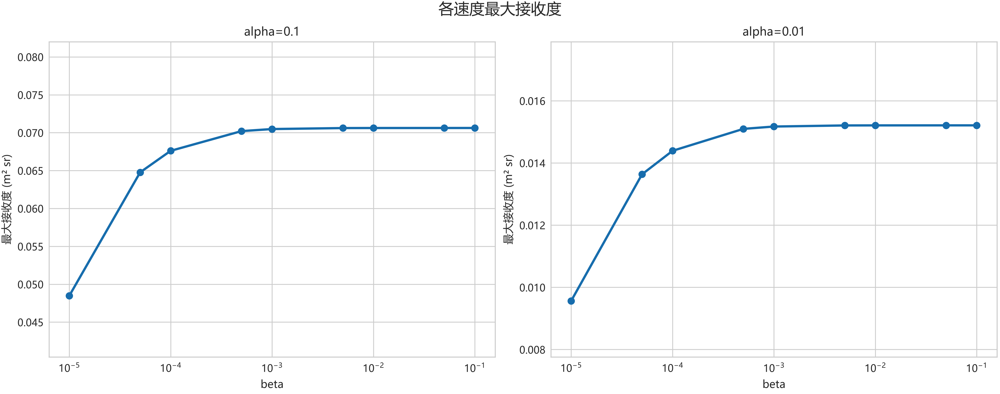 各速度最大接收度
alpha=0.1
最大接收度 (m² sr)
0.080
0.075
0.070
0.065
0.060
0.055
0.050
0.045
10⁻⁵ 10⁻⁴ 10⁻³ 10⁻² 10⁻¹
beta
alpha=0.01
最大接收度 (m² sr)
0.016
0.014
0.012
0.010
0.008
10⁻⁵ 10⁻⁴ 10⁻³ 10⁻² 10⁻¹
beta